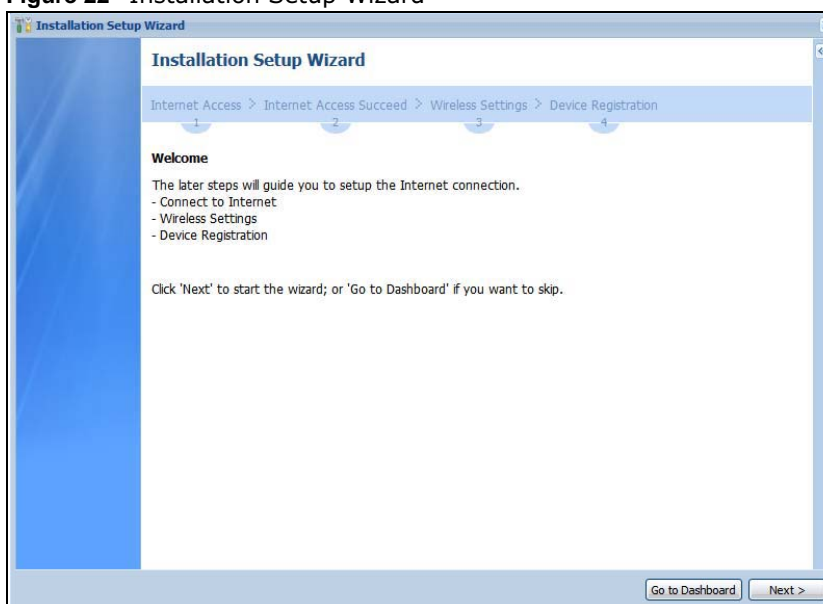 Figure 22 Installation Setup Wizard
Installation Setup Wizard
Installation Setup Wizard
Internet Access > Internet Access Succeed > Wireless Settings > Device Registration
1 2 3 4
Welcome
The later steps will guide you to setup the Internet connection.
- Connect to Internet
- Wireless Settings
- Device Registration
Click 'Next' to start the wizard; or 'Go to Dashboard' if you want to skip.
Go to Dashboard Next >